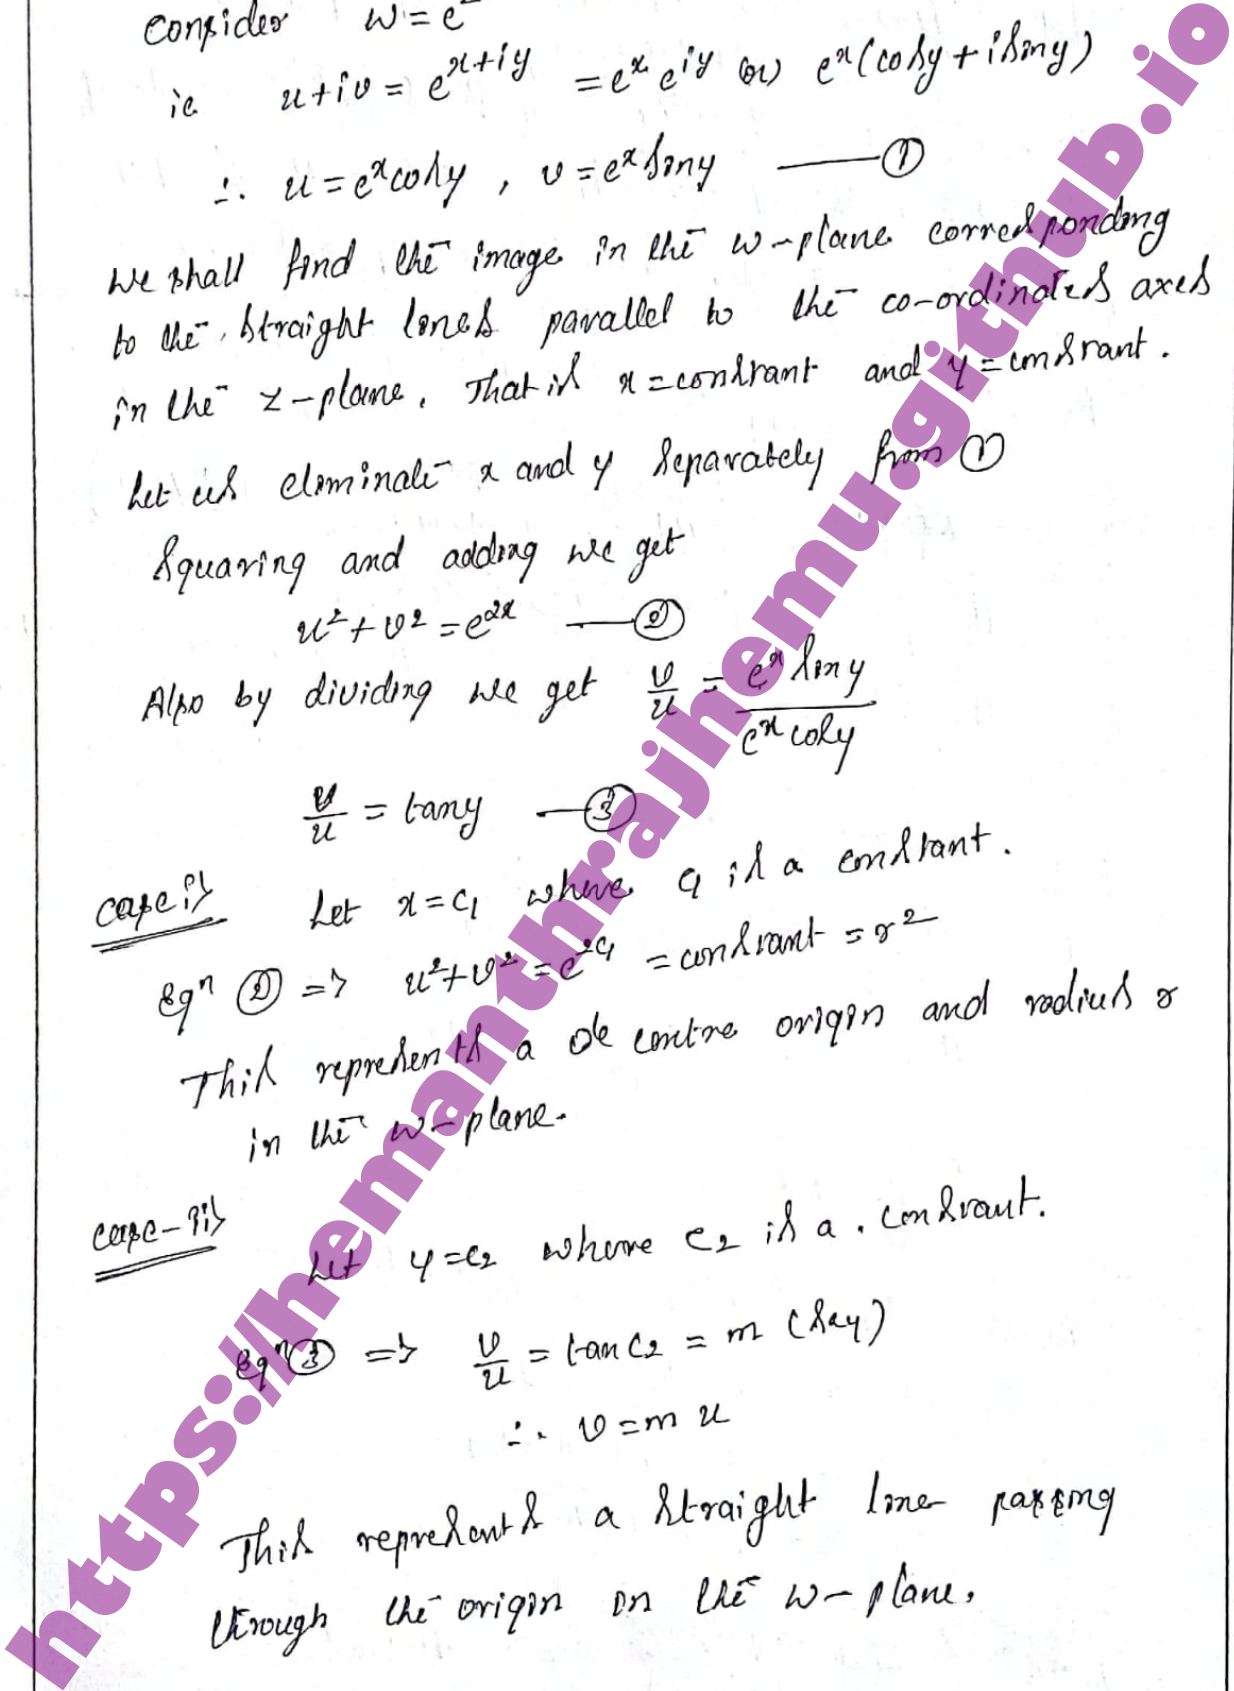 Consider w = e^z
ie u+iv = e^{x+iy} = e^x e^{iy} or e^x(cosy + isiny)
∴ u = e^x cosy , v = e^x siny —— ①
we shall find the image in the w-plane corresponding
to the straight lines parallel to the co-ordinates axes
in the z-plane. That is x = constant and y = constant.
Let us eliminate x and y separately from ①
Squaring and adding we get
u² + v² = e^{2x} —— ②
Also by dividing we get v/u = e^x siny / e^x cosy
v/u = tany —— ③
case i> Let x = c₁ where c₁ is a constant.
Eqⁿ ② => u² + v² = e^{2c₁} = constant = r²
This represents a ole centre origin and radius r
in the w-plane.
case-ii> Let y = c₂ where c₂ is a constant.
Eqⁿ ③ => v/u = tan c₂ = m (say)
∴ v = m u
This represents a straight line passing
through the origin in the w-plane.
https://hemanthrajhemu.github.io